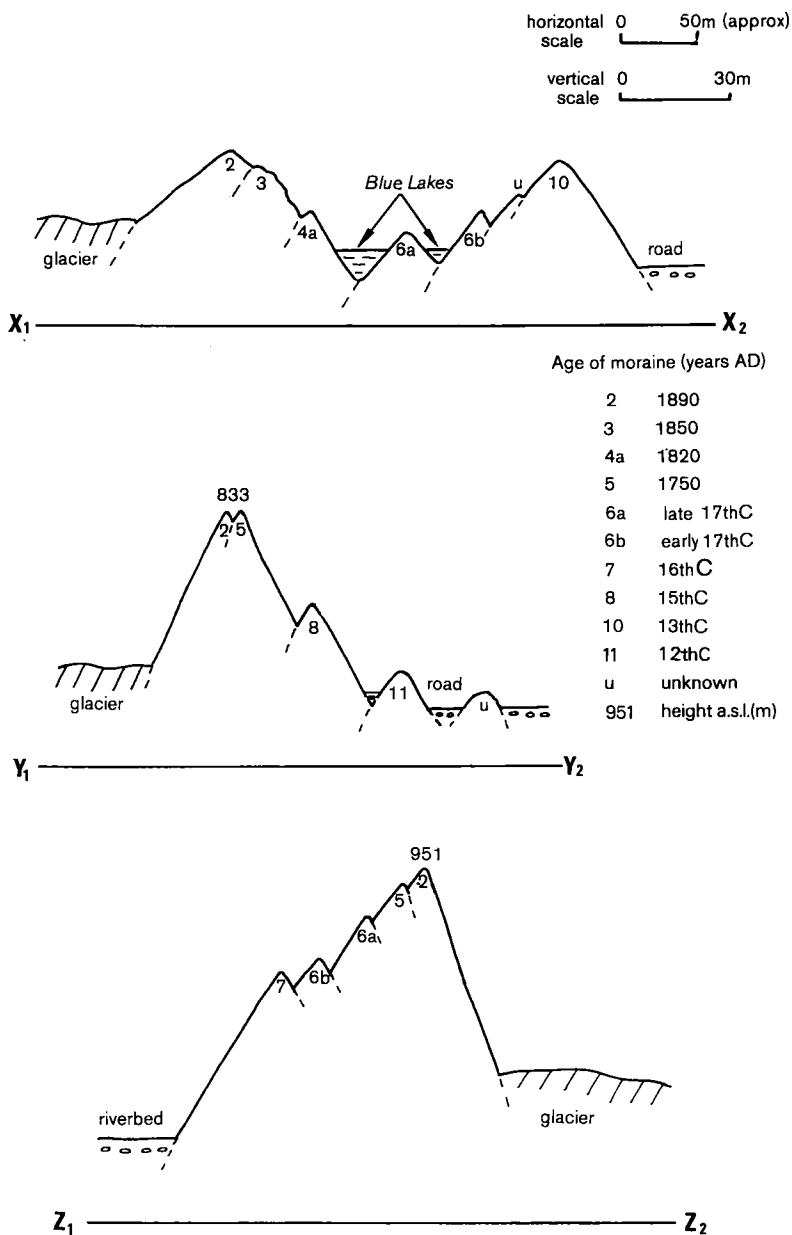 horizontal scale 0 50m (approx)
vertical scale 0 30m
2
3
4a
Blue Lakes
6a
6b
u
10
glacier
road
X1 X2
Age of moraine (years AD)
2 1890
3 1850
4a 1820
5 1750
6a late 17thC
6b early 17thC
7 16thC
8 15thC
10 13thC
11 12thC
u unknown
951 height a.s.l.(m)
833
2 5
8
11
road
u
glacier
Y1 Y2
951
2
5
6a
6b
7
riverbed
glacier
Z1 Z2